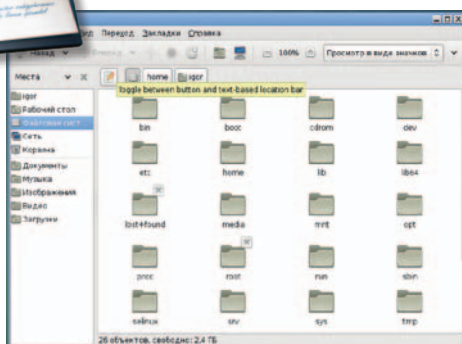 Переход Закладки Справка
Назад
100% Просмотр в виде значков
Места home igor
toggle between button and text-based location bar
igor
Рабочий стол
Файловая сист
Сеть
Корзина
Документы
Музыка
Изображения
Видео
Загрузки
bin boot cdrom dev
etc home lib lib64
lost+found media mnt opt
proc root run sbin
selinux srv sys tmp
26 объектов, свободно: 2,4 ГБ